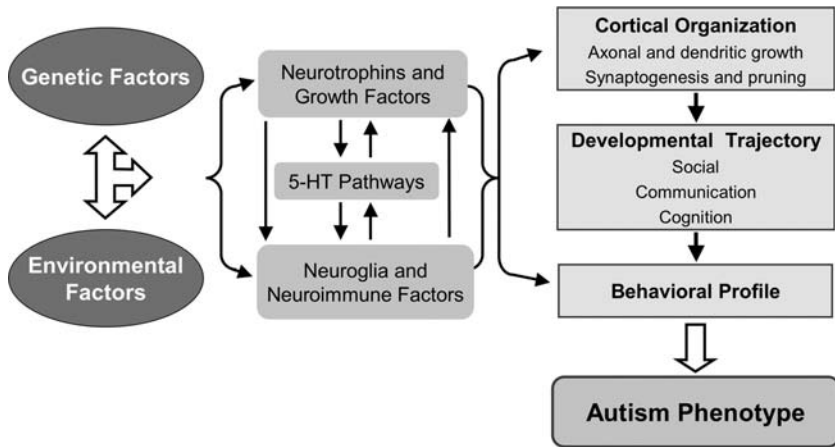 Genetic Factors
Environmental
Factors
Neurotrophins and
Growth Factors
5-HT Pathways
Neuroglia and
Neuroimmune Factors
Cortical Organization
Axonal and dendritic growth
Synaptogenesis and pruning
Developmental Trajectory
Social
Communication
Cognition
Behavioral Profile
Autism Phenotype